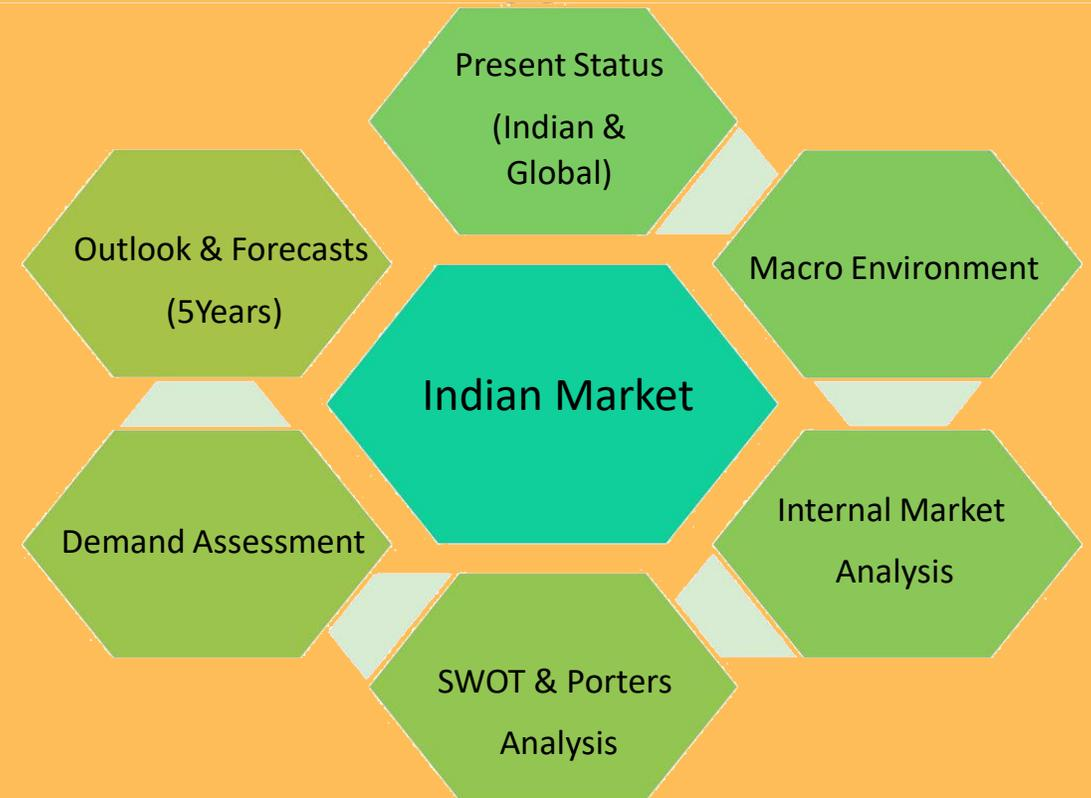 Present Status
(Indian &
Global)
Macro Environment
Internal Market
Analysis
SWOT & Porters
Analysis
Demand Assessment
Outlook & Forecasts
(5Years)
Indian Market